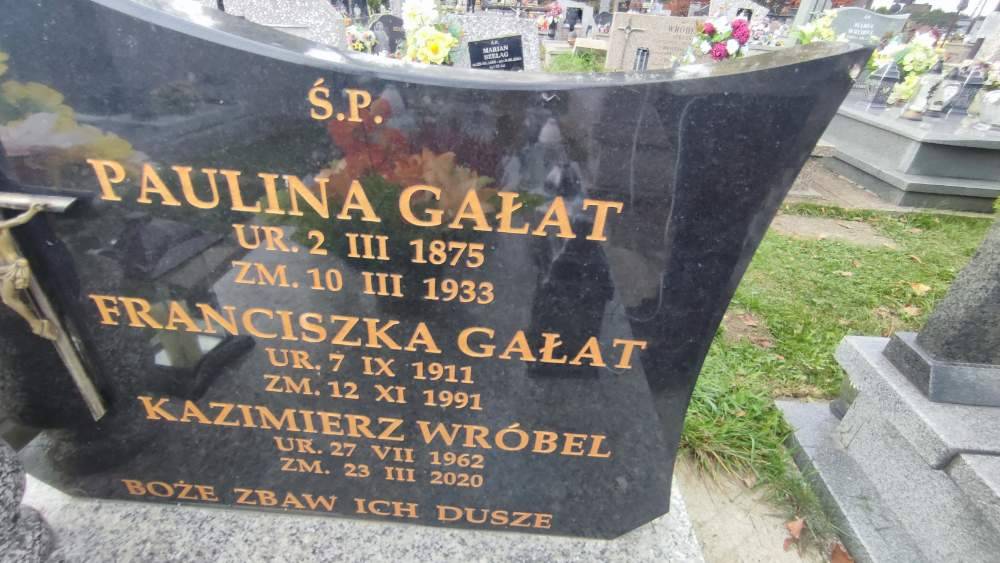 Ś.P.
PAULINA GAŁAT
UR. 2 III 1875
ZM. 10 III 1933
FRANCISZKA GAŁAT
UR. 7 IX 1911
ZM. 12 XI 1991
KAZIMIERZ WRÓBEL
UR. 27 VII 1962
ZM. 23 III 2020
BOŻE ZBAW ICH DUSZE
MARIAN